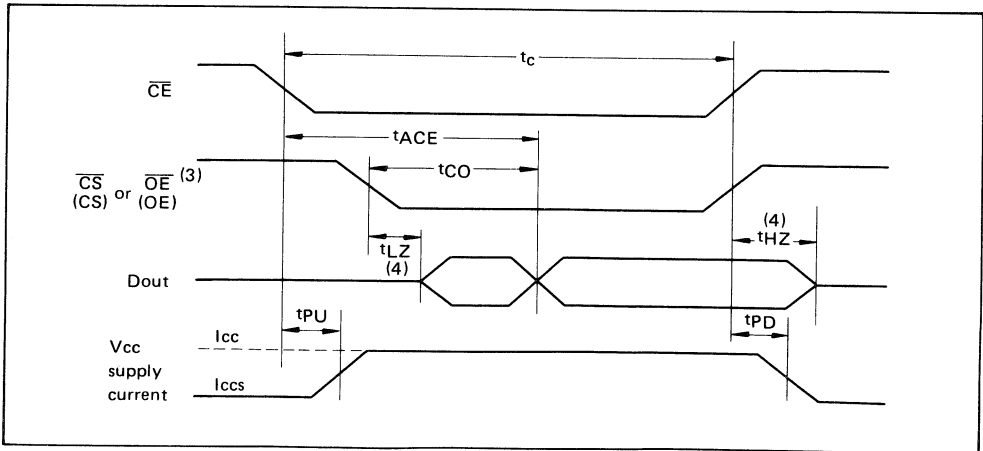 tc
CE
tACE
tCO
CS or OE (3)
(CS) (OE)
tLZ
(4)
(4)
tHZ
Dout
tPU
tPD
Vcc
supply
current
Icc
Iccs